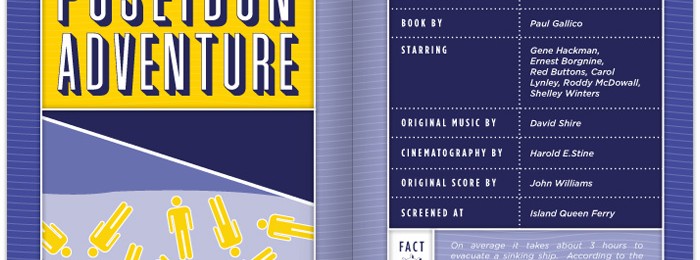 POSEIDON
ADVENTURE
BOOK BY Paul Gallico
STARRING Gene Hackman,
Ernest Borgnine,
Red Buttons, Carol
Lynley, Roddy McDowall,
Shelley Winters
ORIGINAL MUSIC BY David Shire
CINEMATOGRAPHY BY Harold E.Stine
ORIGINAL SCORE BY John Williams
SCREENED AT Island Queen Ferry
FACT
On average it takes about 3 hours to
evacuate a sinking ship. According to the